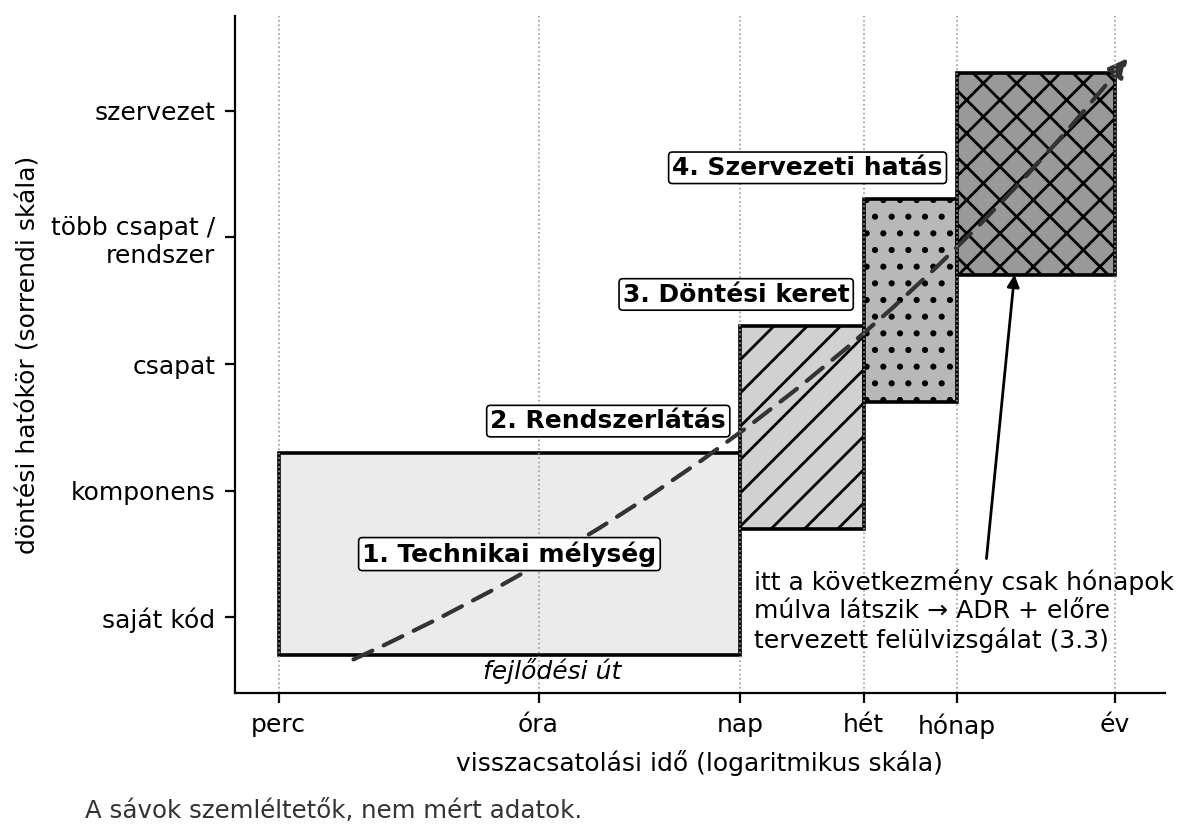 szervezet
több csapat /
rendszer
csapat
komponens
saját kód
döntési hatókör (sorrendi skála)
4. Szervezeti hatás
3. Döntési keret
2. Rendszerlátás
1. Technikai mélység
itt a következmény csak hónapok
múlva látszik → ADR + előre
tervezett felülvizsgálat (3.3)
fejlődési út
perc
óra
nap
hét
hónap
év
visszacsatolási idő (logaritmikus skála)
A sávok szemléltetők, nem mért adatok.